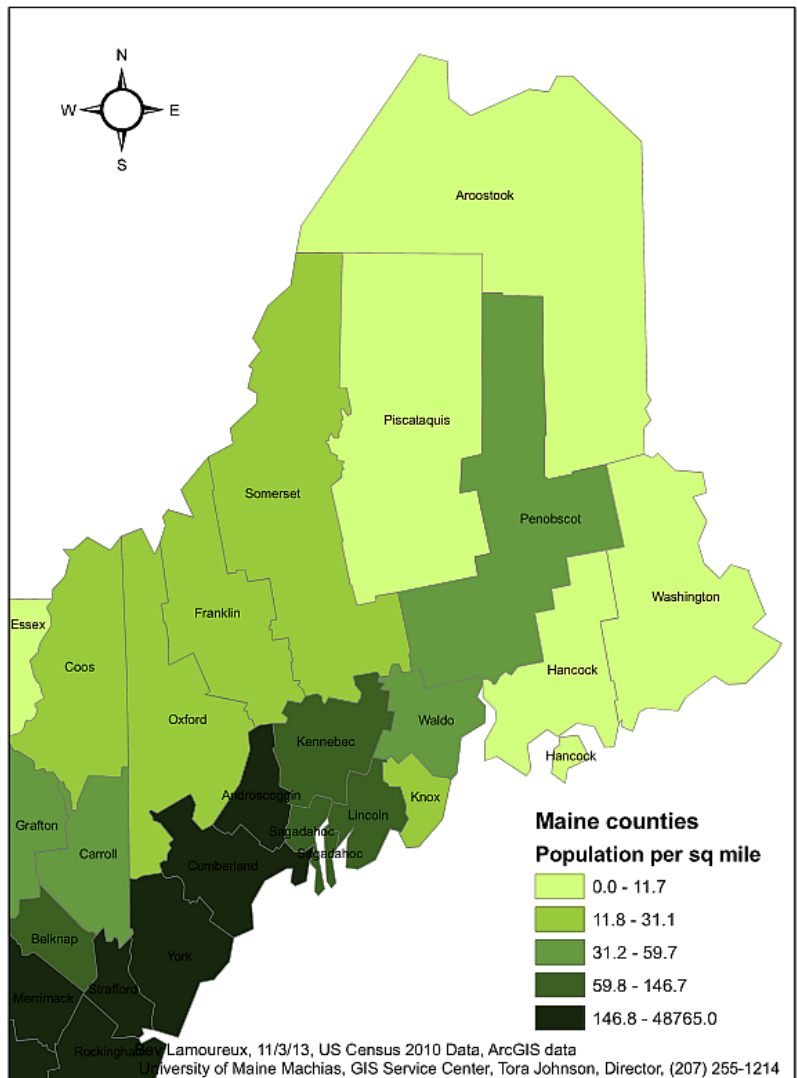 N
W E
S
Aroostook
Piscataquis
Somerset
Penobscot
Washington
Essex
Franklin
Coos
Hancock
Oxford
Waldo
Kennebec
Hancock
Androscoggin
Knox
Lincoln
Grafton
Sagadahoc
Carroll
Sagadahoc
Cumberland
Belknap
York
Strafford
Merrimack
Maine counties
Population per sq mile
0.0 - 11.7
11.8 - 31.1
31.2 - 59.7
59.8 - 146.7
146.8 - 48765.0
Bev Lamoureux, 11/3/13, US Census 2010 Data, ArcGIS data
University of Maine Machias, GIS Service Center, Tora Johnson, Director, (207) 255-1214